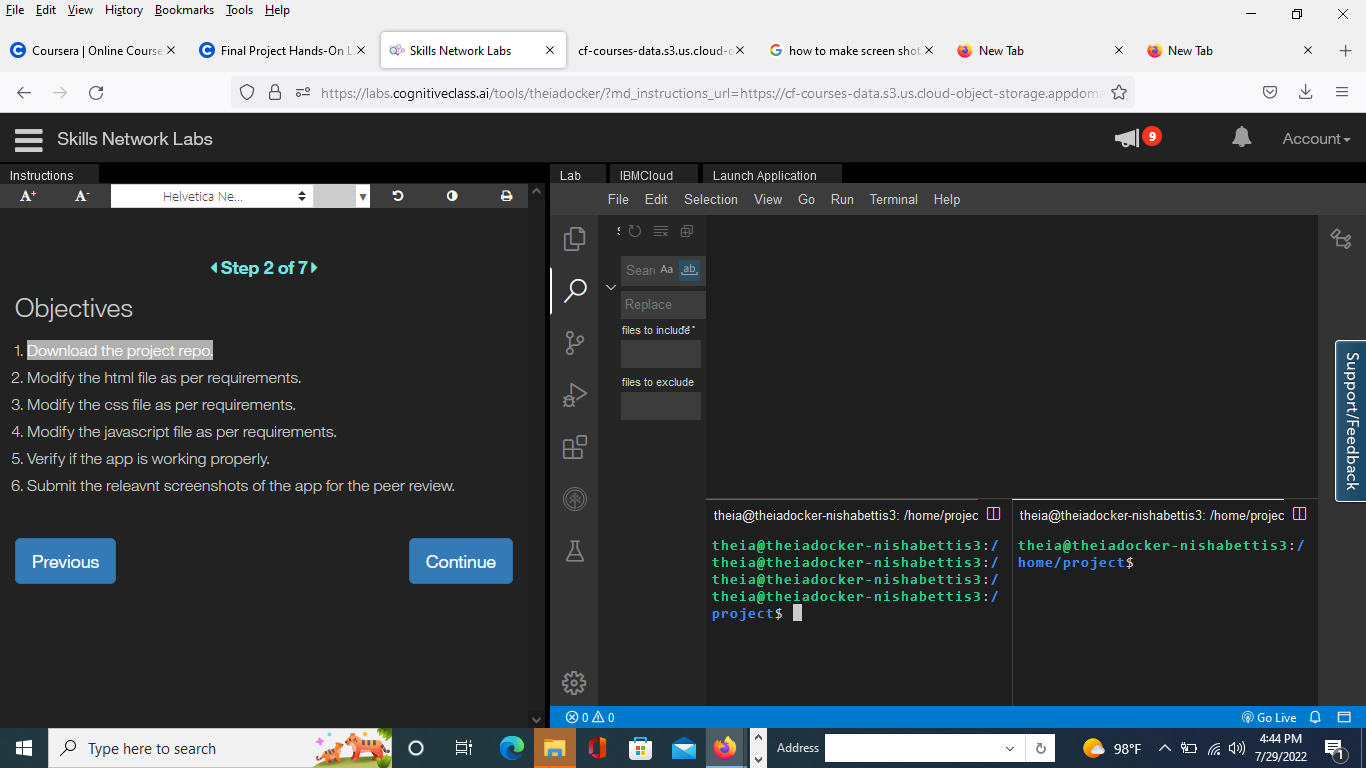 File Edit View History Bookmarks Tools Help
Coursera | Online Course
Final Project Hands-On L
Skills Network Labs
cf-courses-data.s3.us.cloud-o
how to make screen shot
New Tab
New Tab
https://labs.cognitiveclass.ai/tools/theiadocker/?md_instructions_url=https://cf-courses-data.s3.us.cloud-object-storage.appdoma
Skills Network Labs
9
Account
Instructions
Lab
IBMCloud
Launch Application
A+
A-
Helvetica Ne...
File Edit Selection View Go Run Terminal Help
Step 2 of 7
Objectives
1. Download the project repo.
2. Modify the html file as per requirements.
3. Modify the css file as per requirements.
4. Modify the javascript file as per requirements.
5. Verify if the app is working properly.
6. Submit the releavnt screenshots of the app for the peer review.
Previous
Continue
Sear
Aa
ab
Replace
files to include
files to exclude
Support/Feedback
theia@theiadocker-nishabettis3: /home/projec
theia@theiadocker-nishabettis3:/
theia@theiadocker-nishabettis3:/
theia@theiadocker-nishabettis3:/
theia@theiadocker-nishabettis3:/
project$
theia@theiadocker-nishabettis3: /home/projec
theia@theiadocker-nishabettis3:/
home/project$
0 0
Go Live
Type here to search
Address
98°F
4:44 PM
7/29/2022
1